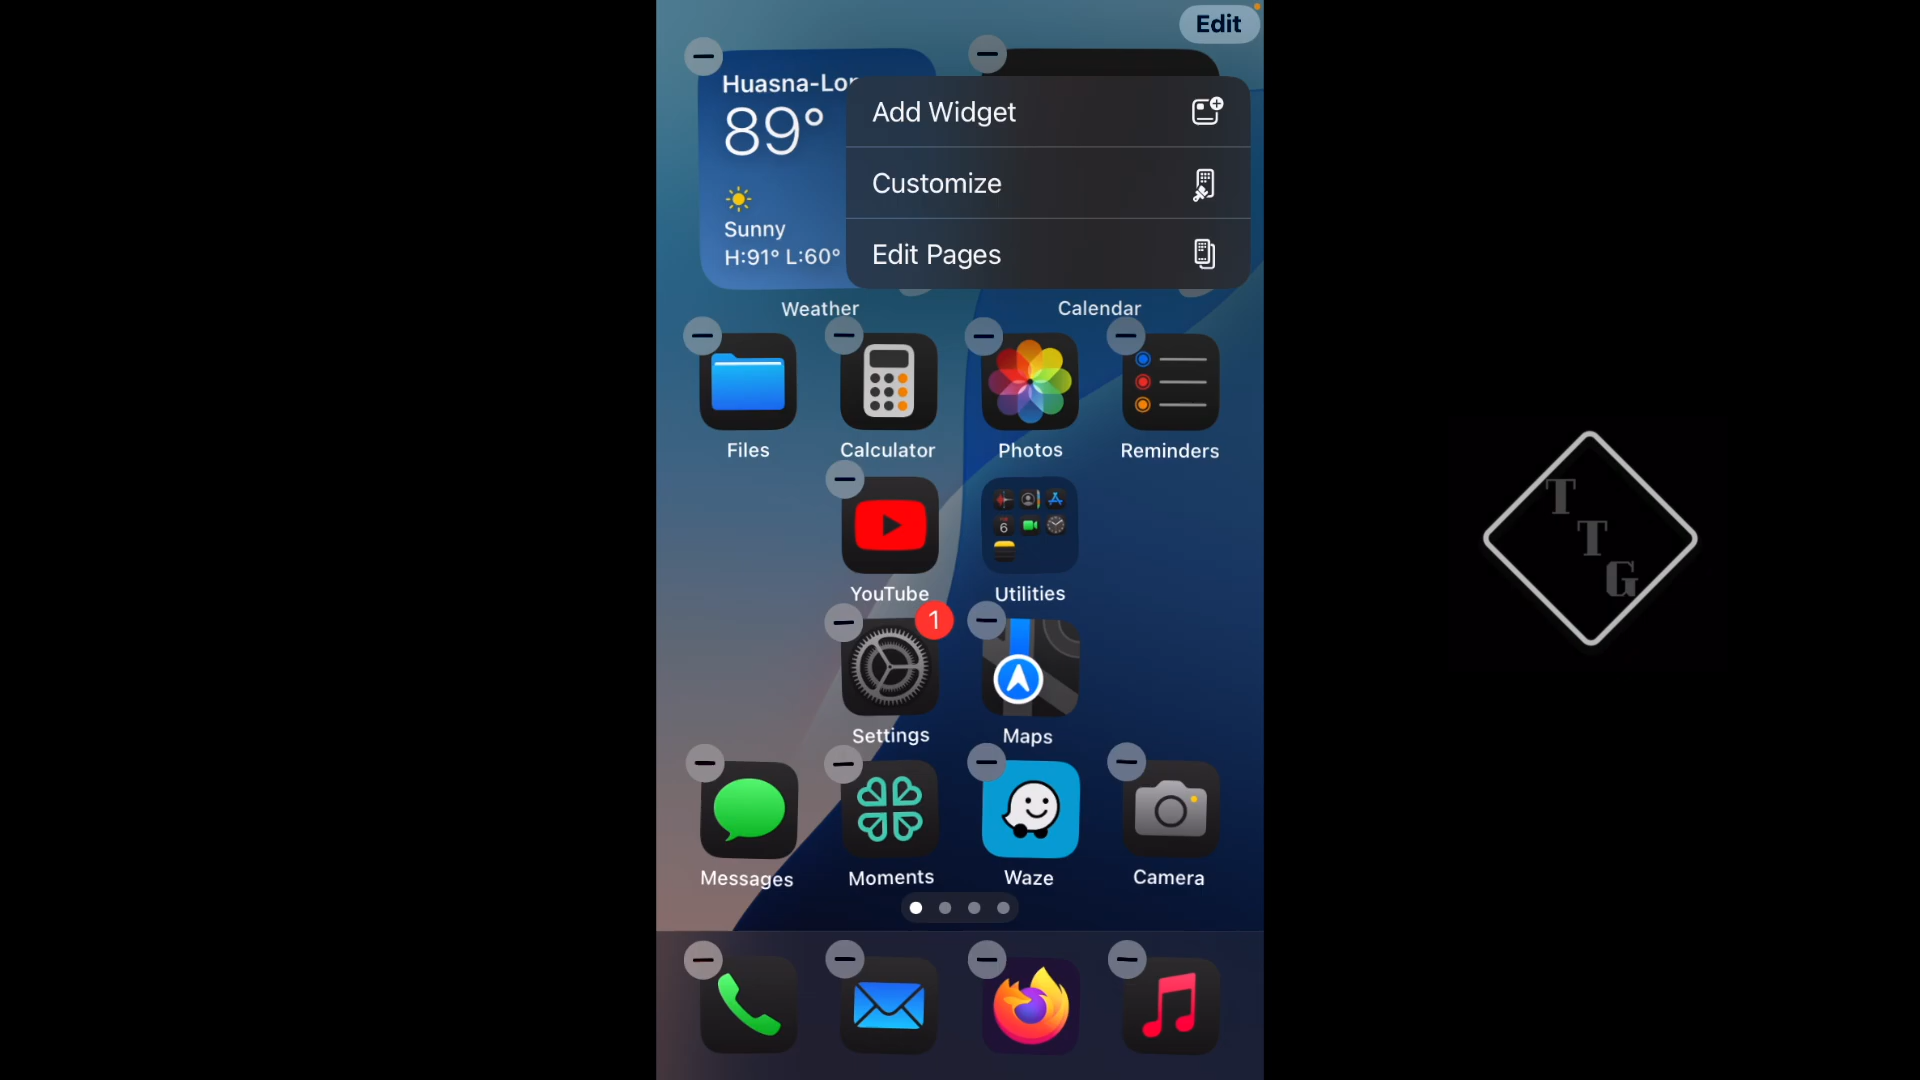 Edit
Huasna-Lop
89°
Sunny
H:91° L:60°
Add Widget
Customize
Edit Pages
Weather
Calendar
Files
Calculator
Photos
Reminders
YouTube
6
Utilities
1
Settings
Maps
Messages
Moments
Waze
Camera
T
T
G